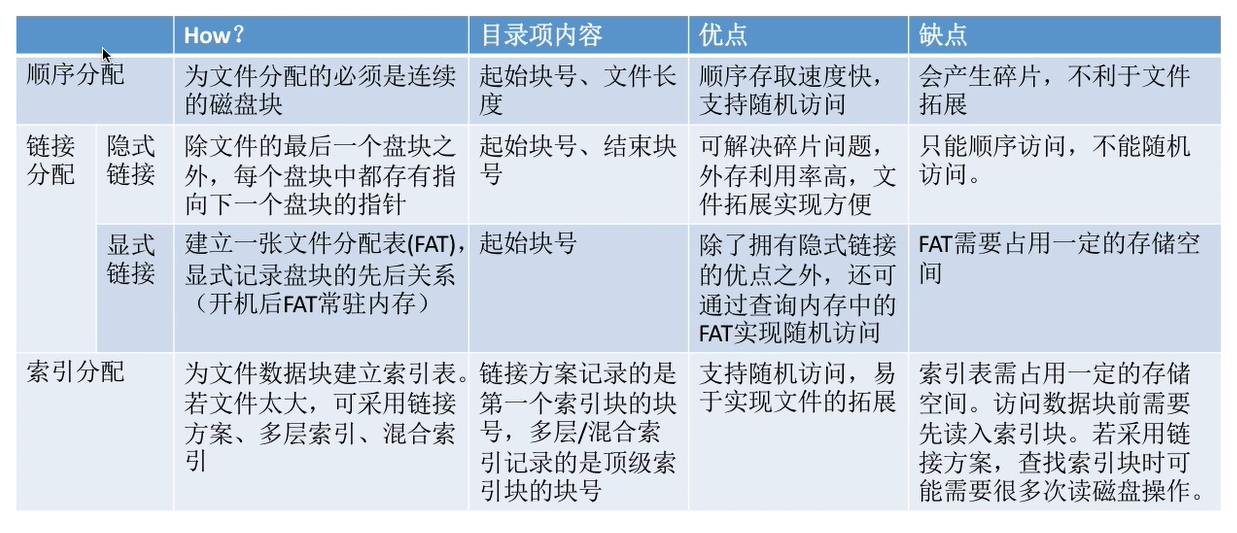 How？
目录项内容
优点
缺点
顺序分配
为文件分配的必须是连续
的磁盘块
起始块号、文件长
度
顺序存取速度快，
支持随机访问
会产生碎片，不利于文件
拓展
链接
分配
隐式
链接
除文件的最后一个盘块之
外，每个盘块中都存有指
向下一个盘块的指针
起始块号、结束块
号
可解决碎片问题，
外存利用率高，文
件拓展实现方便
只能顺序访问，不能随机
访问。
显式
链接
建立一张文件分配表(FAT)，
显式记录盘块的先后关系
（开机后FAT常驻内存）
起始块号
除了拥有隐式链接
的优点之外，还可
通过查询内存中的
FAT实现随机访问
FAT需要占用一定的存储空
间
索引分配
为文件数据块建立索引表。
若文件太大，可采用链接
方案、多层索引、混合索
引
链接方案记录的是
第一个索引块的块
号，多层/混合索
引记录的是顶级索
引块的块号
支持随机访问，易
于实现文件的拓展
索引表需占用一定的存储
空间。访问数据块前需要
先读入索引块。若采用链
接方案，查找索引块时可
能需要很多次读磁盘操作。